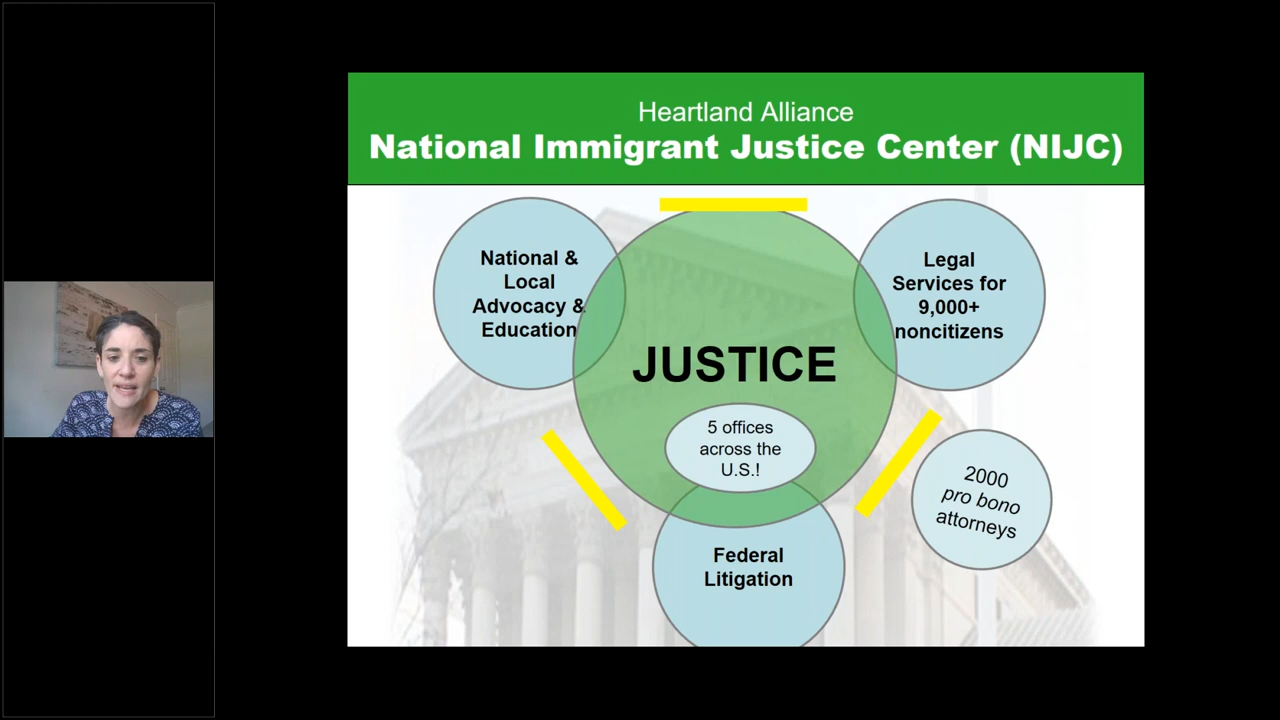 Heartland Alliance
National Immigrant Justice Center (NIJC)
National &
Local
Advocacy &
Education
Legal
Services for
9,000+
noncitizens
JUSTICE
5 offices
across the
U.S.!
2000
pro bono
attorneys
Federal
Litigation